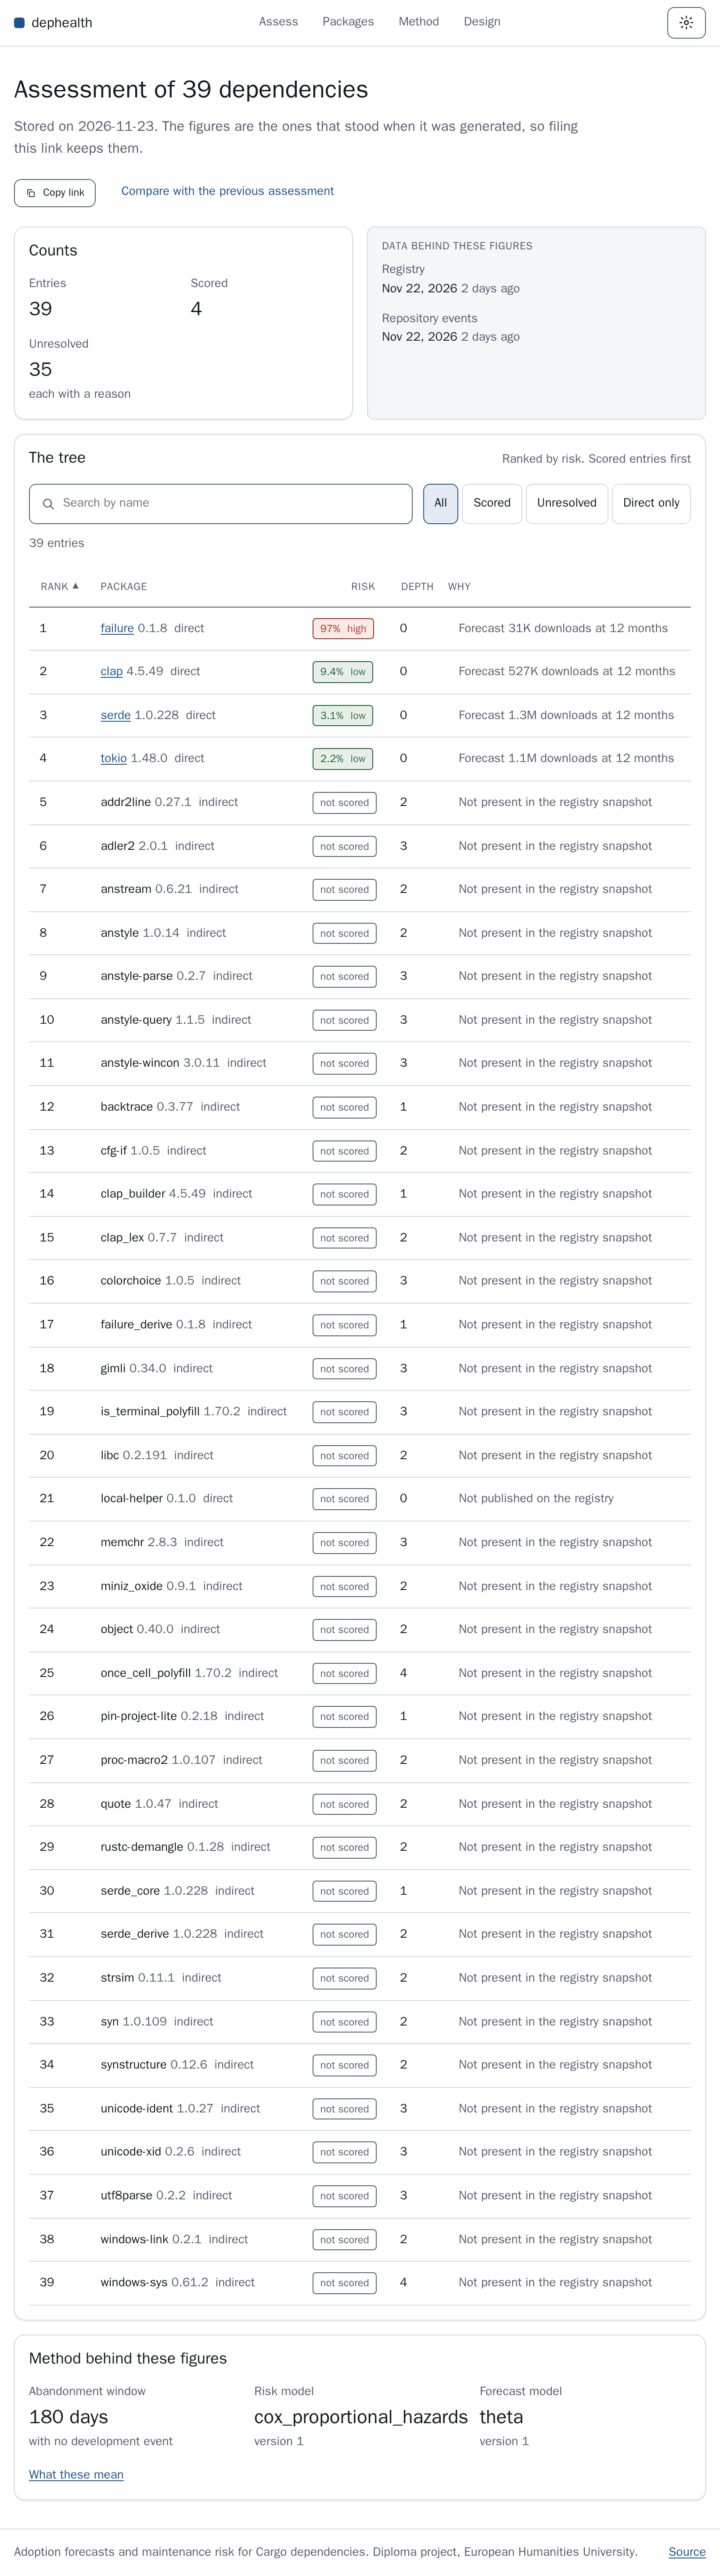 dephealth Assess Packages Method Design
Assessment of 39 dependencies
Stored on 2026-11-23. The figures are the ones that stood when it was generated, so filing
this link keeps them.
Copy link Compare with the previous assessment
Counts
Entries Scored
39 4
Unresolved
35
each with a reason
DATA BEHIND THESE FIGURES
Registry
Nov 22, 2026 2 days ago
Repository events
Nov 22, 2026 2 days ago
The tree Ranked by risk. Scored entries first
Search by name All Scored Unresolved Direct only
39 entries
RANK ▲ PACKAGE RISK DEPTH WHY
1 failure 0.1.8 direct 97% high 0 Forecast 31K downloads at 12 months
2 clap 4.5.49 direct 9.4% low 0 Forecast 527K downloads at 12 months
3 serde 1.0.228 direct 3.1% low 0 Forecast 1.3M downloads at 12 months
4 tokio 1.48.0 direct 2.2% low 0 Forecast 1.1M downloads at 12 months
5 addr2line 0.27.1 indirect not scored 2 Not present in the registry snapshot
6 adler2 2.0.1 indirect not scored 3 Not present in the registry snapshot
7 anstream 0.6.21 indirect not scored 2 Not present in the registry snapshot
8 anstyle 1.0.14 indirect not scored 2 Not present in the registry snapshot
9 anstyle-parse 0.2.7 indirect not scored 3 Not present in the registry snapshot
10 anstyle-query 1.1.5 indirect not scored 3 Not present in the registry snapshot
11 anstyle-wincon 3.0.11 indirect not scored 3 Not present in the registry snapshot
12 backtrace 0.3.77 indirect not scored 1 Not present in the registry snapshot
13 cfg-if 1.0.5 indirect not scored 2 Not present in the registry snapshot
14 clap_builder 4.5.49 indirect not scored 1 Not present in the registry snapshot
15 clap_lex 0.7.7 indirect not scored 2 Not present in the registry snapshot
16 colorchoice 1.0.5 indirect not scored 3 Not present in the registry snapshot
17 failure_derive 0.1.8 indirect not scored 1 Not present in the registry snapshot
18 gimli 0.34.0 indirect not scored 3 Not present in the registry snapshot
19 is_terminal_polyfill 1.70.2 indirect not scored 3 Not present in the registry snapshot
20 libc 0.2.191 indirect not scored 2 Not present in the registry snapshot
21 local-helper 0.1.0 direct not scored 0 Not published on the registry
22 memchr 2.8.3 indirect not scored 3 Not present in the registry snapshot
23 miniz_oxide 0.9.1 indirect not scored 2 Not present in the registry snapshot
24 object 0.40.0 indirect not scored 2 Not present in the registry snapshot
25 once_cell_polyfill 1.70.2 indirect not scored 4 Not present in the registry snapshot
26 pin-project-lite 0.2.18 indirect not scored 1 Not present in the registry snapshot
27 proc-macro2 1.0.107 indirect not scored 2 Not present in the registry snapshot
28 quote 1.0.47 indirect not scored 2 Not present in the registry snapshot
29 rustc-demangle 0.1.28 indirect not scored 2 Not present in the registry snapshot
30 serde_core 1.0.228 indirect not scored 1 Not present in the registry snapshot
31 serde_derive 1.0.228 indirect not scored 2 Not present in the registry snapshot
32 strsim 0.11.1 indirect not scored 2 Not present in the registry snapshot
33 syn 1.0.109 indirect not scored 2 Not present in the registry snapshot
34 synstructure 0.12.6 indirect not scored 2 Not present in the registry snapshot
35 unicode-ident 1.0.27 indirect not scored 3 Not present in the registry snapshot
36 unicode-xid 0.2.6 indirect not scored 3 Not present in the registry snapshot
37 utf8parse 0.2.2 indirect not scored 3 Not present in the registry snapshot
38 windows-link 0.2.1 indirect not scored 2 Not present in the registry snapshot
39 windows-sys 0.61.2 indirect not scored 4 Not present in the registry snapshot
Method behind these figures
Abandonment window Risk model Forecast model
180 days cox_proportional_hazards theta
with no development event version 1 version 1
What these mean
Adoption forecasts and maintenance risk for Cargo dependencies. Diploma project, European Humanities University. Source